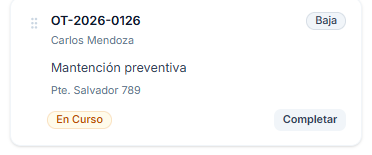 OT-2026-0126 Baja
Carlos Mendoza
Mantención preventiva
Pte. Salvador 789
En Curso Completar